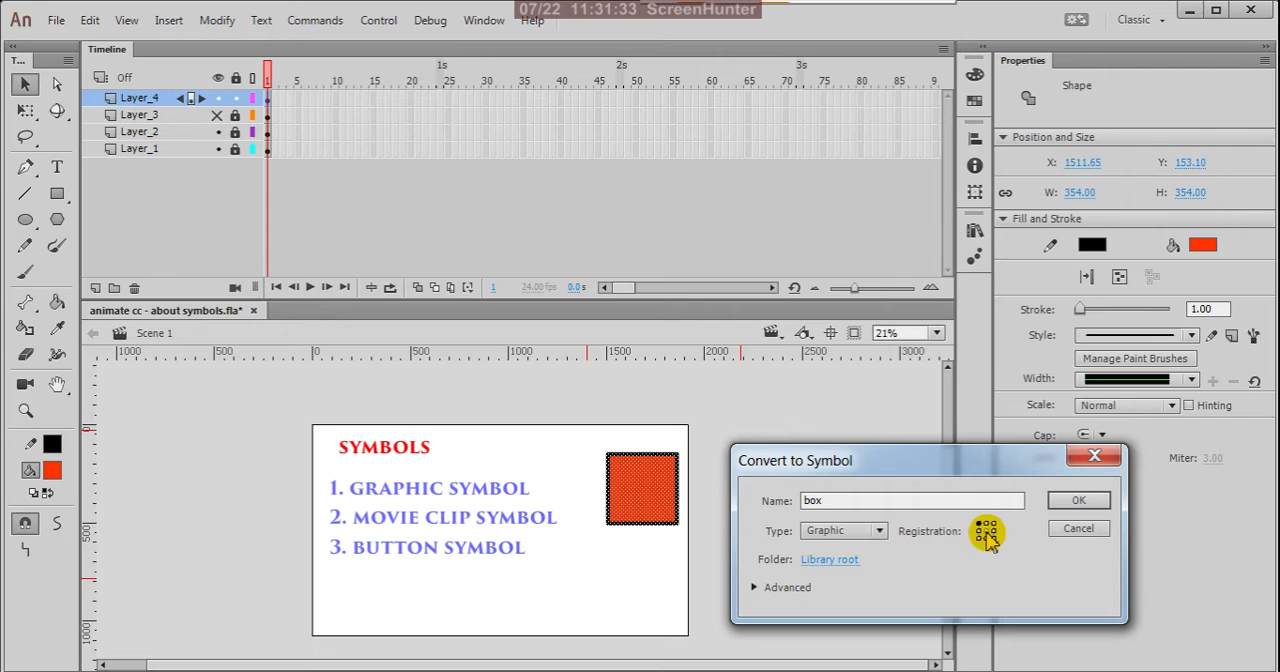 07/22 11:31:33 ScreenHunter
An File Edit View Insert Modify Text Commands Control Debug Window Help Classic
T... Timeline Properties
Off 1 5 10 15 20 25 30 35 40 45 50 55 60 65 70 75 80 85 9
1s 2s 3s
Shape
Layer_4
Layer_3
Layer_2
Layer_1
Position and Size
X: 1511.65 Y: 153.10
W: 354.00 H: 354.00
Fill and Stroke
1 24.00 fps 0.0s
animate cc - about symbols.fla* x
Stroke: 1.00
Scene 1 21%
Style:
Manage Paint Brushes
1000 500 0 500 1000 1500 2000 2500 3000
Width:
Scale: Normal Hinting
Cap:
Miter: 3.00
0
500
1000
SYMBOLS
1. GRAPHIC SYMBOL
2. MOVIE CLIP SYMBOL
3. BUTTON SYMBOL
Convert to Symbol
Name: box OK
Type: Graphic Registration: Cancel
Folder: Library root
Advanced